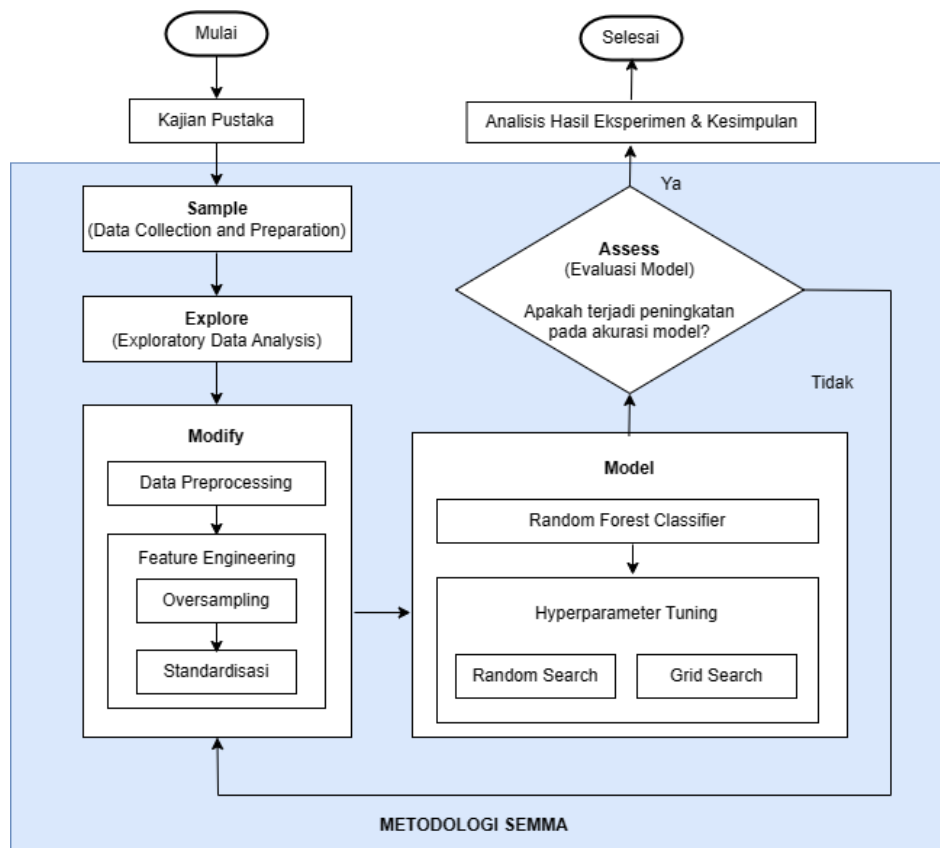 Mulai
Kajian Pustaka
Sample
(Data Collection and Preparation)
Explore
(Exploratory Data Analysis)
Modify
Data Preprocessing
Feature Engineering
Oversampling
Standardisasi
Model
Random Forest Classifier
Hyperparameter Tuning
Random Search
Grid Search
Assess
(Evaluasi Model)
Apakah terjadi peningkatan
pada akurasi model?
Ya
Tidak
Analisis Hasil Eksperimen & Kesimpulan
Selesai
METODOLOGI SEMMA